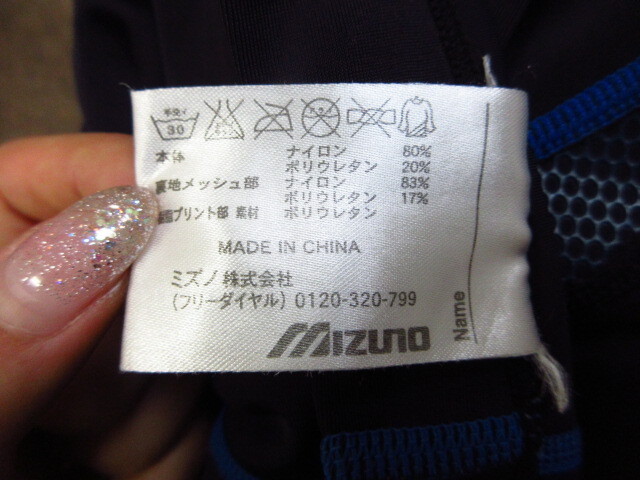 手洗イ
30
本体 ナイロン 80%
ポリウレタン 20%
裏地メッシュ部 ナイロン 83%
ポリウレタン 17%
プリント部 素材 ポリウレタン
MADE IN CHINA
ミズノ株式会社
(フリーダイヤル) 0120-320-799
MIZUNO
Name